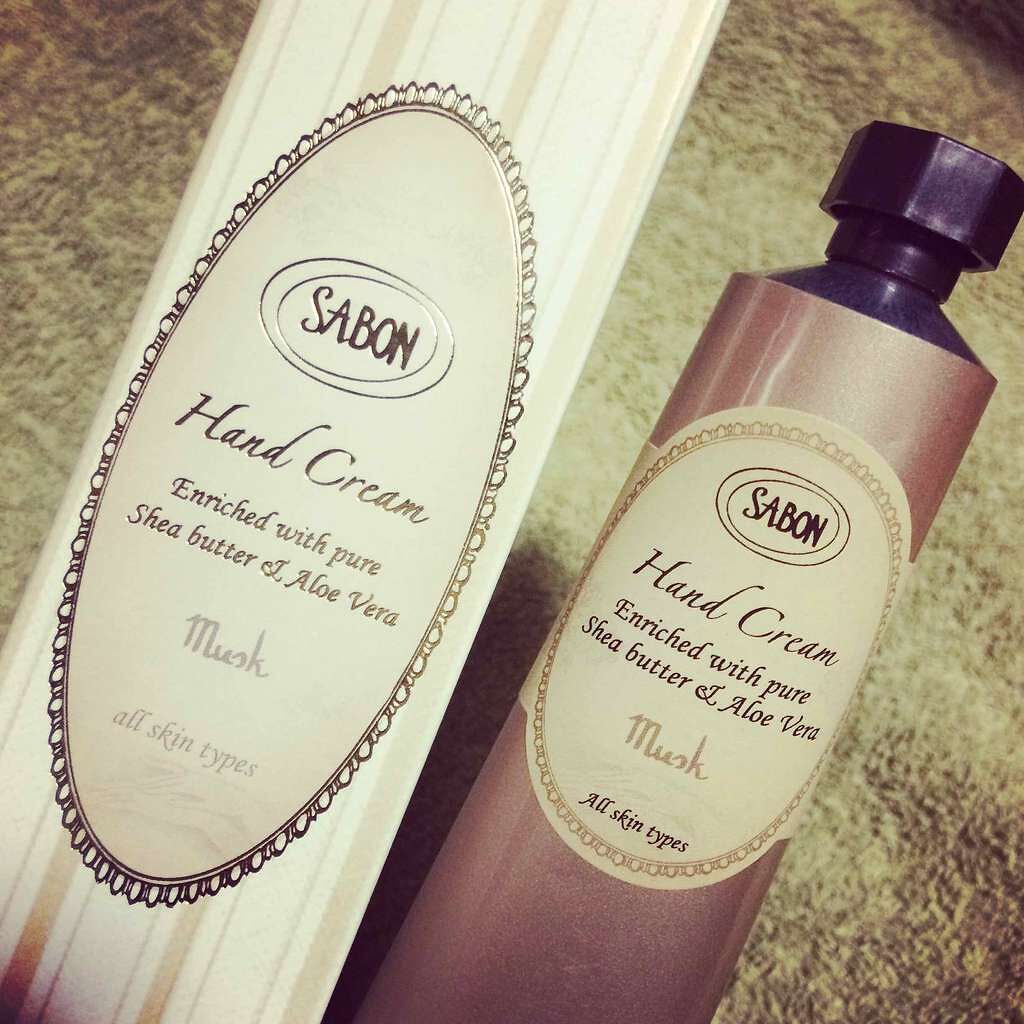 SABON
Hand Cream
Enriched with pure
Shea butter & Aloe Vera
Musk
all skin types
SABON
Hand Cream
Enriched with pure
Shea butter & Aloe Vera
Musk
All skin types